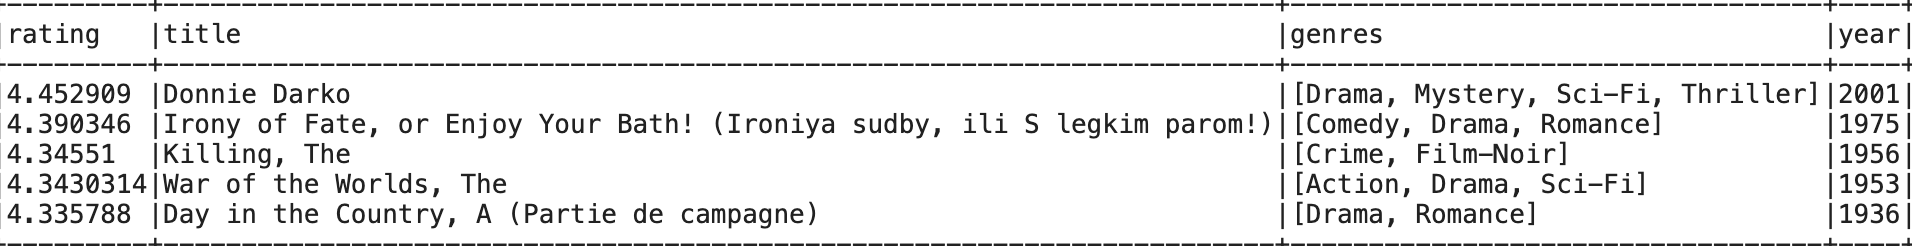 |rating |title |genres |year|
|4.452909 |Donnie Darko |[Drama, Mystery, Sci-Fi, Thriller]|2001|
|4.390346 |Irony of Fate, or Enjoy Your Bath! (Ironiya sudby, ili S legkim parom!)|[Comedy, Drama, Romance] |1975|
|4.34551 |Killing, The |[Crime, Film-Noir] |1956|
|4.3430314|War of the Worlds, The |[Action, Drama, Sci-Fi] |1953|
|4.335788 |Day in the Country, A (Partie de campagne) |[Drama, Romance] |1936|